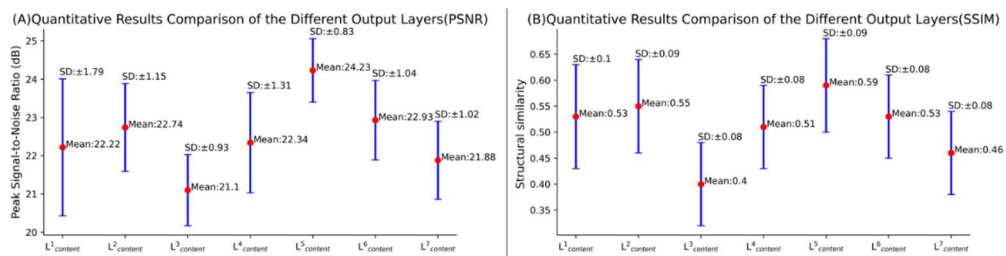 (A)Quantitative Results Comparison of the Different Output Layers(PSNR)
Peak Signal-to-Noise Ratio (dB)
25
24
23
22
21
20
SD:±1.79
Mean:22.22
SD:±1.15
Mean:22.74
SD:±0.93
Mean:21.1
SD:±1.31
Mean:22.34
SD:±0.83
Mean:24.23
SD:±1.04
Mean:22.93
SD:±1.02
Mean:21.88
L¹content
L²content
L³content
L⁴content
L⁵content
L⁶content
L⁷content
(B)Quantitative Results Comparison of the Different Output Layers(SSIM)
Structural similarity
0.65
0.60
0.55
0.50
0.45
0.40
0.35
SD:±0.1
Mean:0.53
SD:±0.09
Mean:0.55
SD:±0.08
Mean:0.4
SD:±0.08
Mean:0.51
SD:±0.09
Mean:0.59
SD:±0.08
Mean:0.53
SD:±0.08
Mean:0.46
L¹content
L²content
L³content
L⁴content
L⁵content
L⁶content
L⁷content